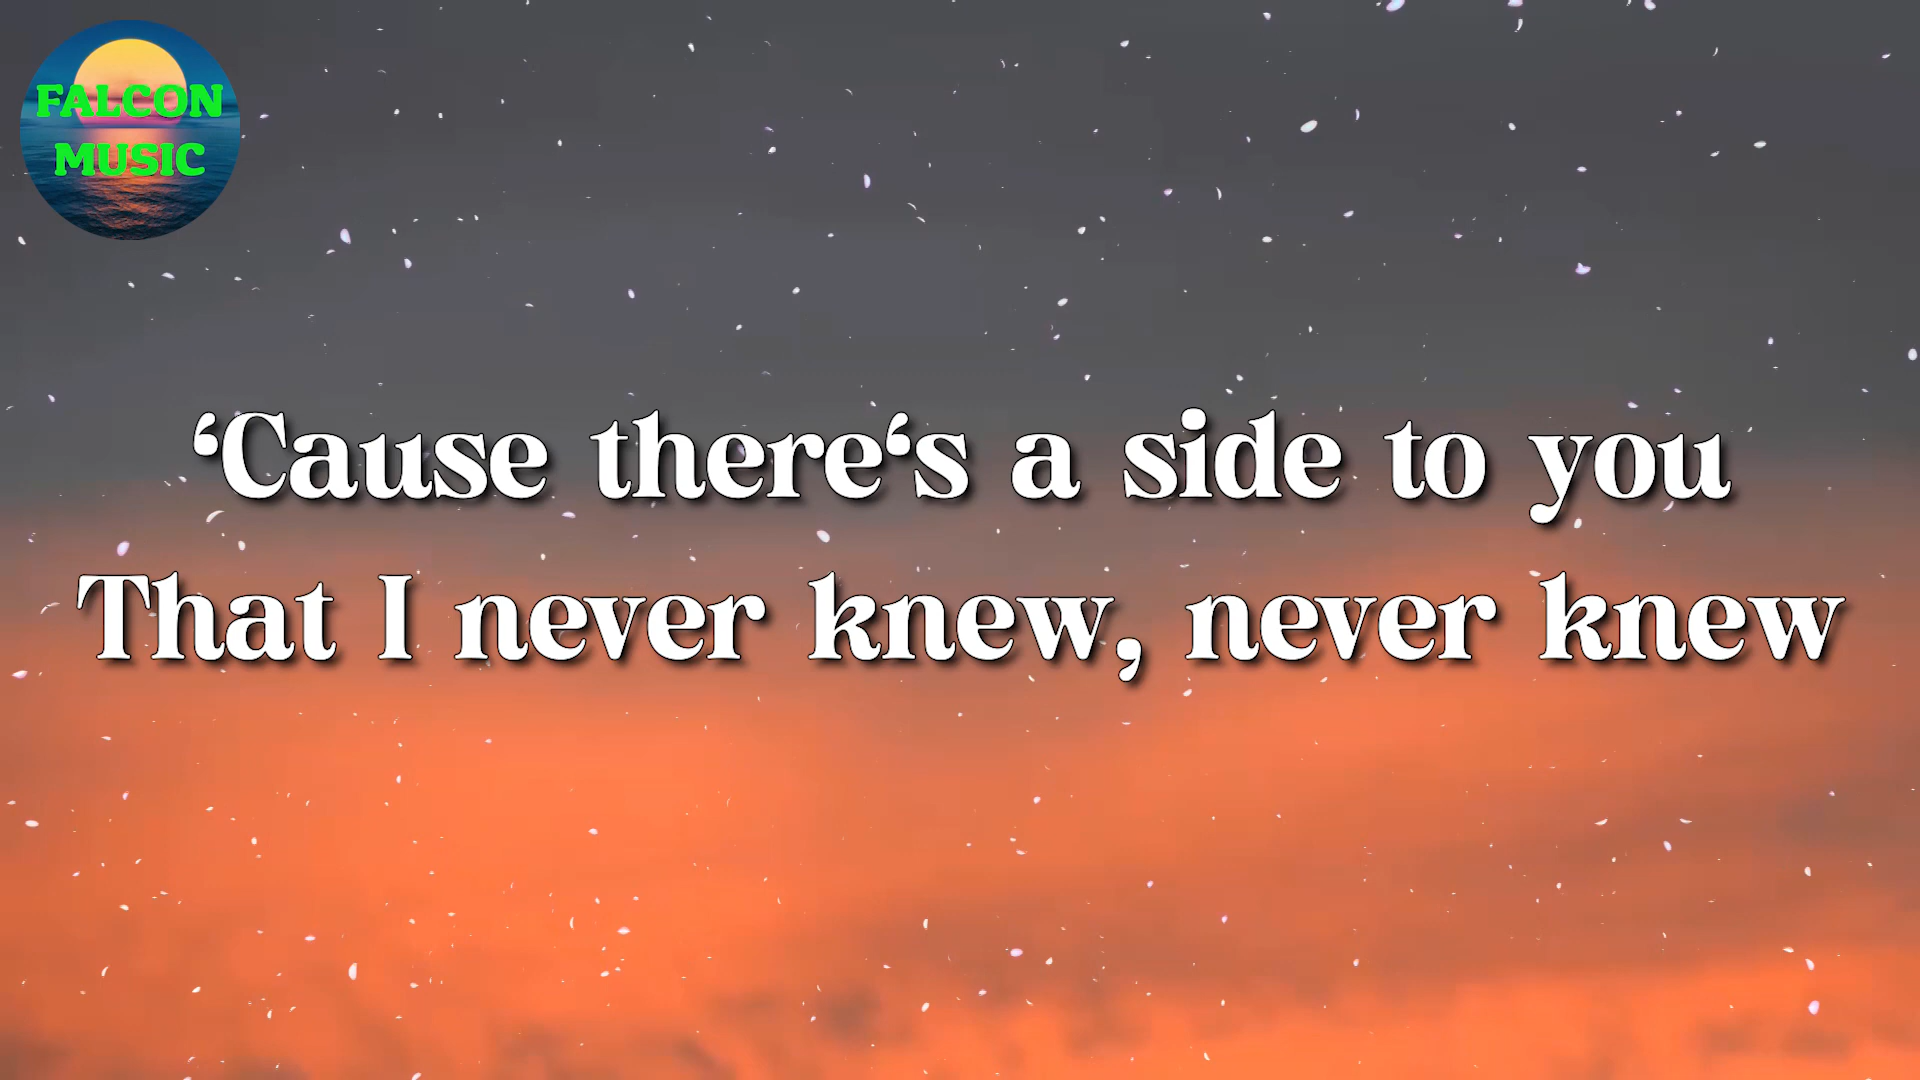 FALCON
MUSIC
‘Cause there‘s a side to you
That I never knew, never knew